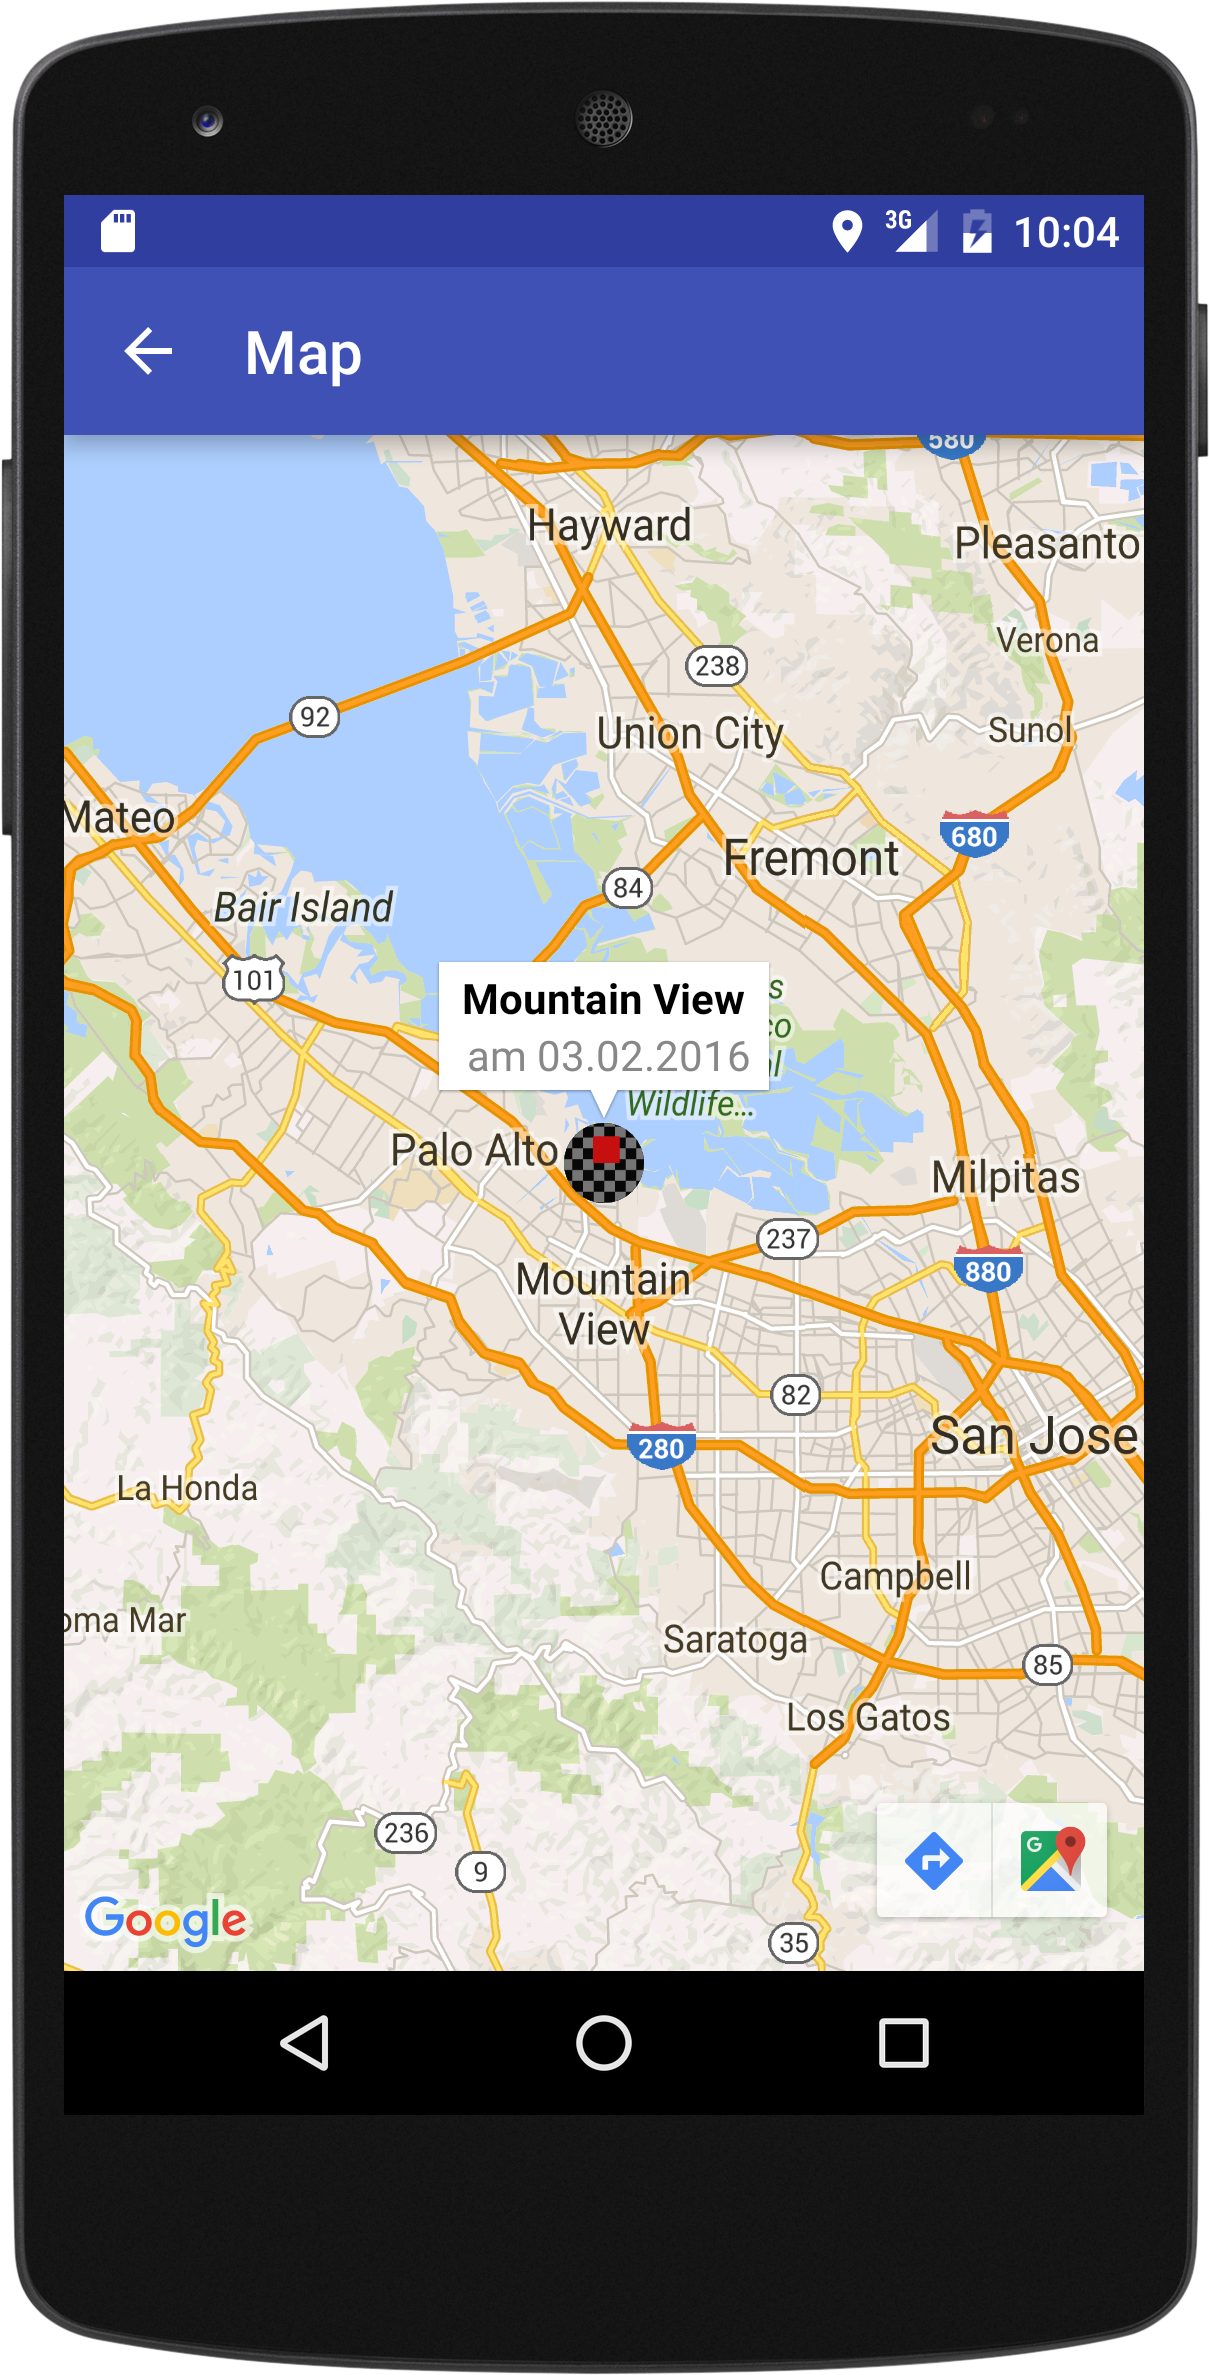 3G 10:04
Map
580
Hayward
Pleasanto
Verona
238
92
Union City
Sunol
Mateo
680
Fremont
84
Bair Island
101
Mountain View
am 03.02.2016
s
co
al
Wildlife...
Palo Alto
Milpitas
237
880
Mountain
View
82
San Jose
280
La Honda
Campbell
oma Mar
Saratoga
85
Los Gatos
236
G
9
Google
35